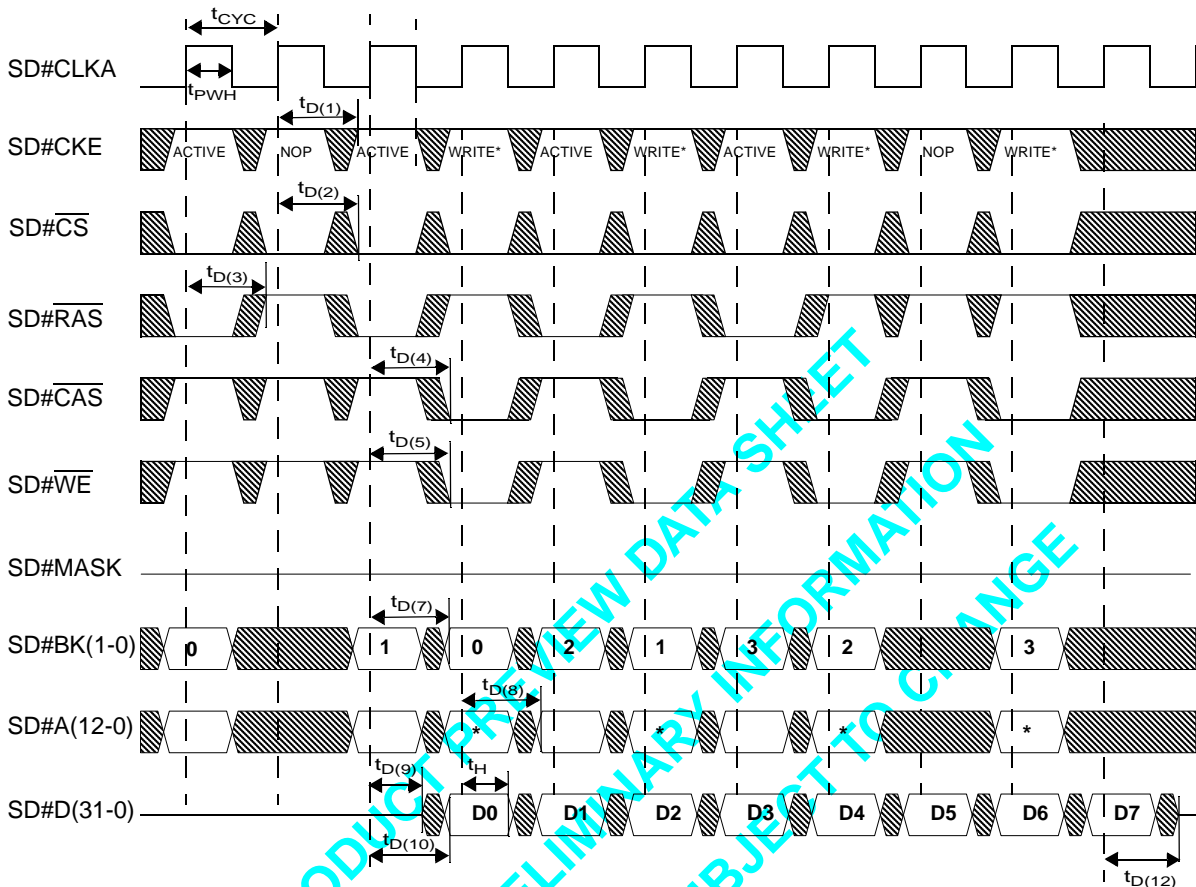 tCYC
SD#CLKA
tPWH
tD(1)
SD#CKE
ACTIVE NOP ACTIVE WRITE* ACTIVE WRITE* ACTIVE WRITE* NOP WRITE*
tD(2)
SD#CS
tD(3)
SD#RAS
tD(4)
SD#CAS
tD(5)
SD#WE
SD#MASK
tD(7)
SD#BK(1-0)
0 1 0 2 1 3 2 3
tD(8)
SD#A(12-0)
* * * *
tD(9) tH
SD#D(31-0)
D0 D1 D2 D3 D4 D5 D6 D7
tD(10)
tD(12)
PREVIEW DATA SHEET
INFORMATION
TO CHANGE